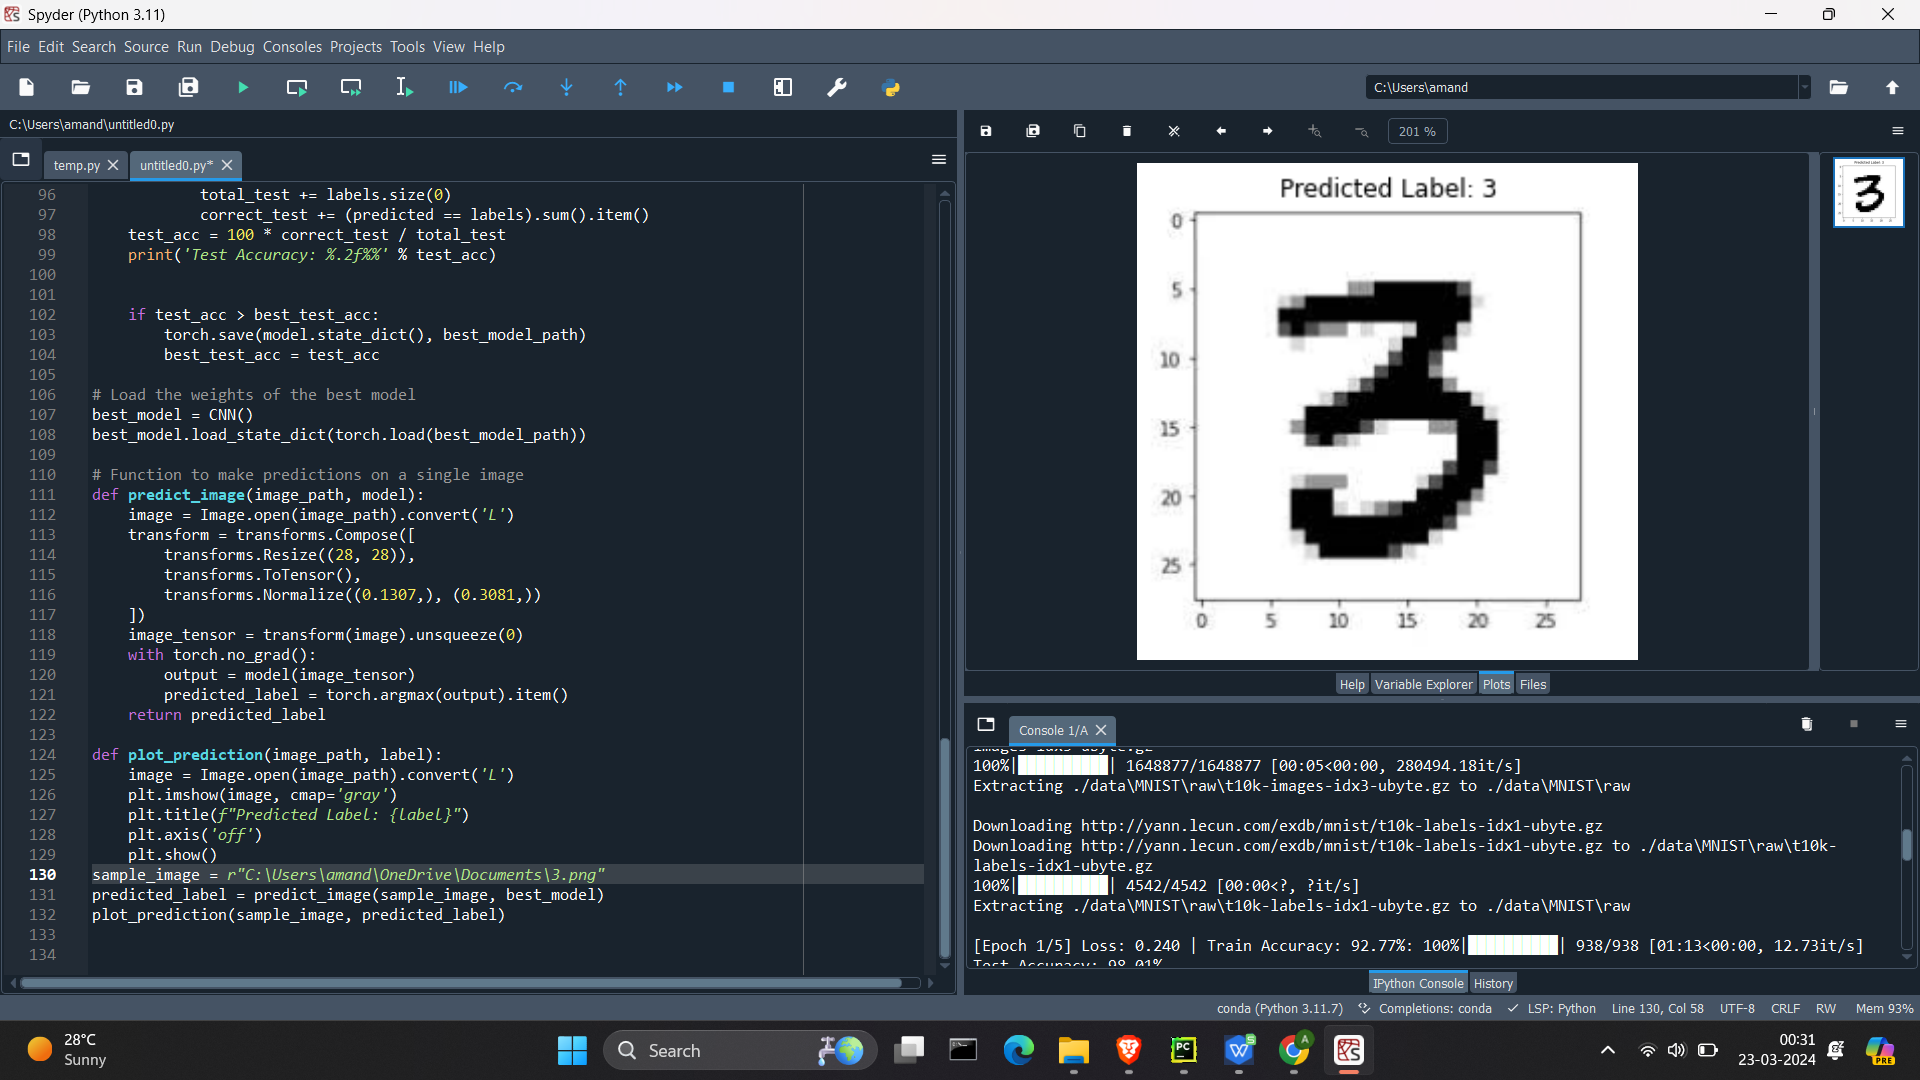 Spyder (Python 3.11)
File Edit Search Source Run Debug Consoles Projects Tools View Help
C:\Users\amand
C:\Users\amand\untitled0.py
temp.py
untitled0.py*
96 total_test += labels.size(0)
97 correct_test += (predicted == labels).sum().item()
98 test_acc = 100 * correct_test / total_test
99 print('Test Accuracy: %.2f%%' % test_acc)
100
101
102 if test_acc > best_test_acc:
103 torch.save(model.state_dict(), best_model_path)
104 best_test_acc = test_acc
105
106 # Load the weights of the best model
107 best_model = CNN()
108 best_model.load_state_dict(torch.load(best_model_path))
109
110 # Function to make predictions on a single image
111 def predict_image(image_path, model):
112 image = Image.open(image_path).convert('L')
113 transform = transforms.Compose([
114 transforms.Resize((28, 28)),
115 transforms.ToTensor(),
116 transforms.Normalize((0.1307,), (0.3081,))
117 ])
118 image_tensor = transform(image).unsqueeze(0)
119 with torch.no_grad():
120 output = model(image_tensor)
121 predicted_label = torch.argmax(output).item()
122 return predicted_label
123
124 def plot_prediction(image_path, label):
125 image = Image.open(image_path).convert('L')
126 plt.imshow(image, cmap='gray')
127 plt.title(f"Predicted Label: {label}")
128 plt.axis('off')
129 plt.show()
130 sample_image = r"C:\Users\amand\OneDrive\Documents\3.png"
131 predicted_label = predict_image(sample_image, best_model)
132 plot_prediction(sample_image, predicted_label)
133
134
201 %
Predicted Label: 3
0
5
10
15
20
25
3
0 5 10 15 20 25
Predicted Label: 3
3
Help Variable Explorer Plots Files
Console 1/A
images-idx3-ubyte.gz
100%| | 1648877/1648877 [00:05<00:00, 280494.18it/s]
Extracting ./data\MNIST\raw\t10k-images-idx3-ubyte.gz to ./data\MNIST\raw
Downloading http://yann.lecun.com/exdb/mnist/t10k-labels-idx1-ubyte.gz
Downloading http://yann.lecun.com/exdb/mnist/t10k-labels-idx1-ubyte.gz to ./data\MNIST\raw\t10k-
labels-idx1-ubyte.gz
100%| | 4542/4542 [00:00<?, ?it/s]
Extracting ./data\MNIST\raw\t10k-labels-idx1-ubyte.gz to ./data\MNIST\raw
[Epoch 1/5] Loss: 0.240 | Train Accuracy: 92.77%: 100%| | 938/938 [01:13<00:00, 12.73it/s]
Test Accuracy: 98.01%
IPython Console History
conda (Python 3.11.7) Completions: conda LSP: Python Line 130, Col 58 UTF-8 CRLF RW Mem 93%
28°C
Sunny
Search
PC
W
S
A
00:31
23-03-2024
PRE